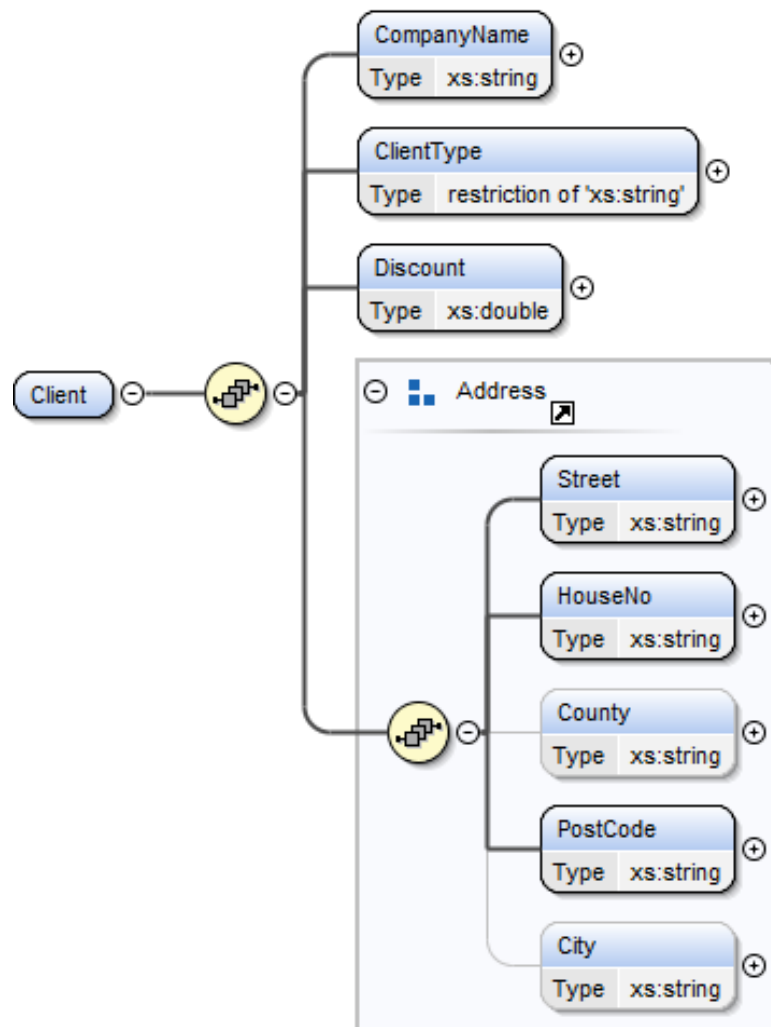 CompanyName
Type xs:string
ClientType
Type restriction of 'xs:string'
Discount
Type xs:double
Client
Address
Street
Type xs:string
HouseNo
Type xs:string
County
Type xs:string
PostCode
Type xs:string
City
Type xs:string